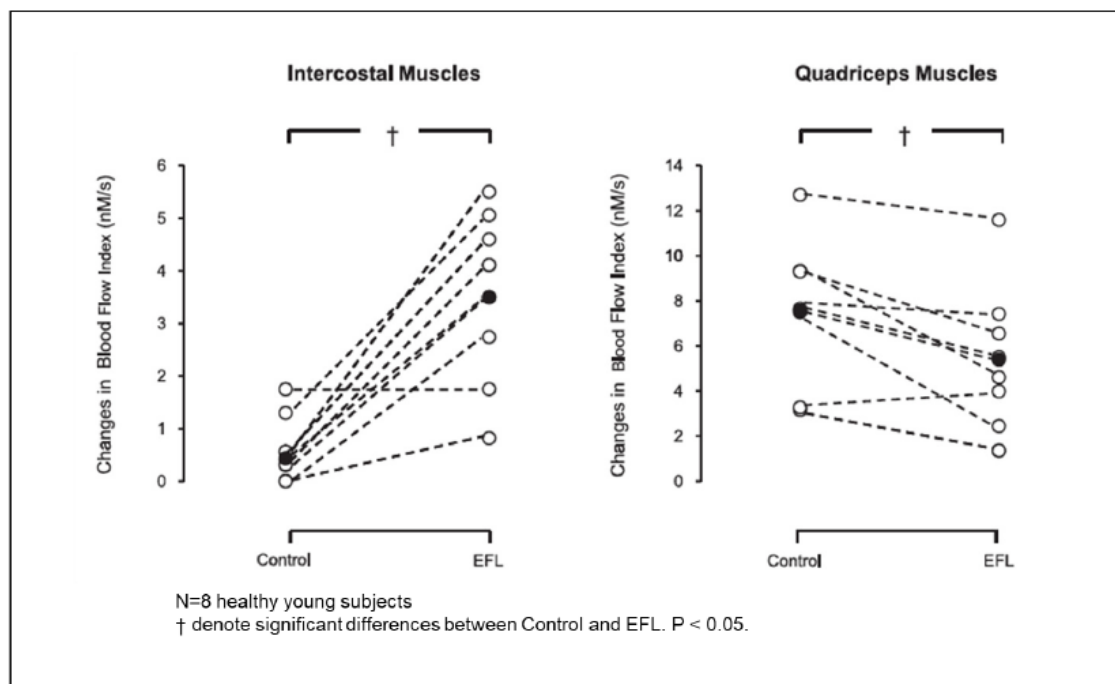 Intercostal Muscles
†
Changes in Blood Flow Index (nM/s)
6
5
4
3
2
1
0
Control
EFL
Quadriceps Muscles
†
Changes in Blood Flow Index (nM/s)
14
12
10
8
6
4
2
0
Control
EFL
N=8 healthy young subjects
† denote significant differences between Control and EFL. P < 0.05.